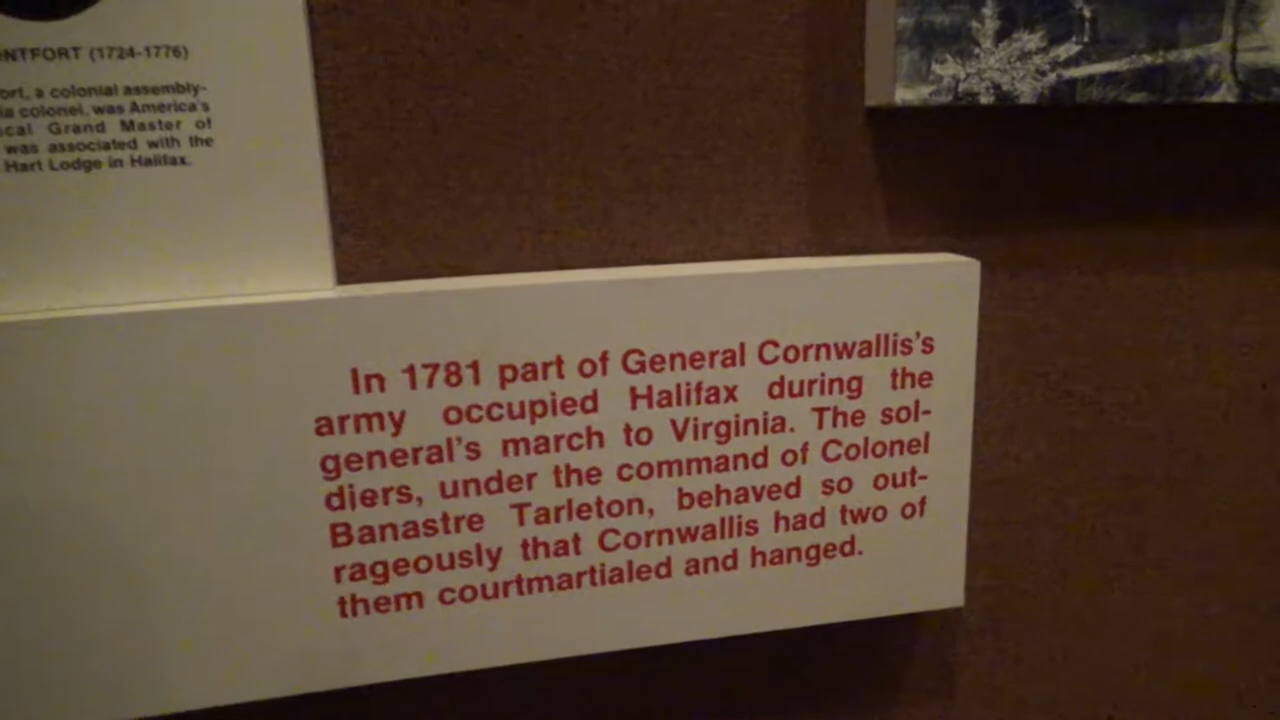 NTFORT (1724-1776)
ort, a colonial assembly-
ia colonel, was America's
cal Grand Master of
was associated with the
Hart Lodge in Halifax.
In 1781 part of General Cornwallis's
army occupied Halifax during the
general's march to Virginia. The sol-
diers, under the command of Colonel
Banastre Tarleton, behaved so out-
rageously that Cornwallis had two of
them courtmartialed and hanged.